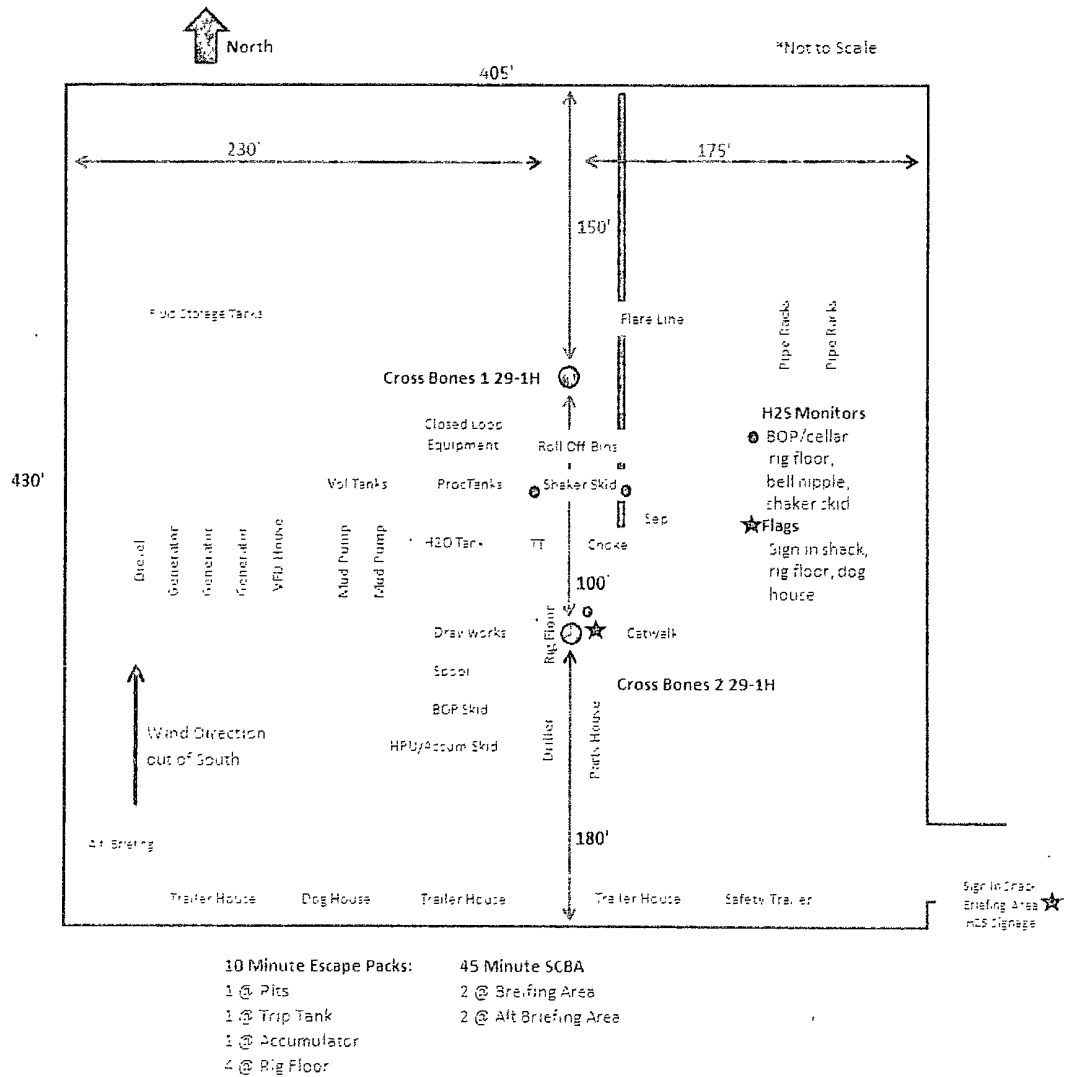 North
*Not to Scale
405'
230'
175'
150'
Fluid Storage Tanks
Flare Line
Pipe Racks
Pipe Racks
Cross Bones 1 29-1H
Closed Loop
Equipment
Roll Off Bins
H2S Monitors
BOP/cellar
rig floor,
bell nipple,
shaker skid
430'
Vol Tanks
Proc Tanks
Shaker Skid
Flags
Sign in shack,
rig floor, dog
house
Sep
Diesel
Generator
Generator
Generator
VFD House
Mud Pump
Mud Pump
H2O Tank
TT
Choke
100'
Draw works
Rig Floor
Catwalk
Spool
Cross Bones 2 29-1H
BOP Skid
Wind Direction
out of South
HPU/Accum Skid
Driller
Parts House
180'
Alt Briefing
Trailer House
Dog House
Trailer House
Trailer House
Safety Trailer
Sign in Shack
Briefing Area
H2S Signage
10 Minute Escape Packs:
1 @ Pits
1 @ Trip Tank
1 @ Accumulator
4 @ Rig Floor
45 Minute SCBA
2 @ Breifing Area
2 @ Alt Briefing Area